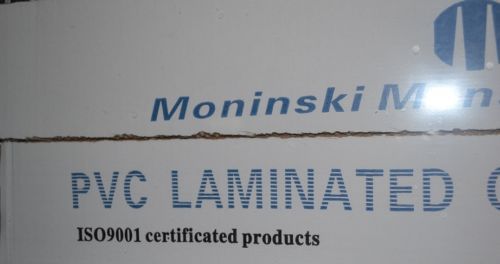 Moninski
PVC LAMINATED
ISO9001 certificated products